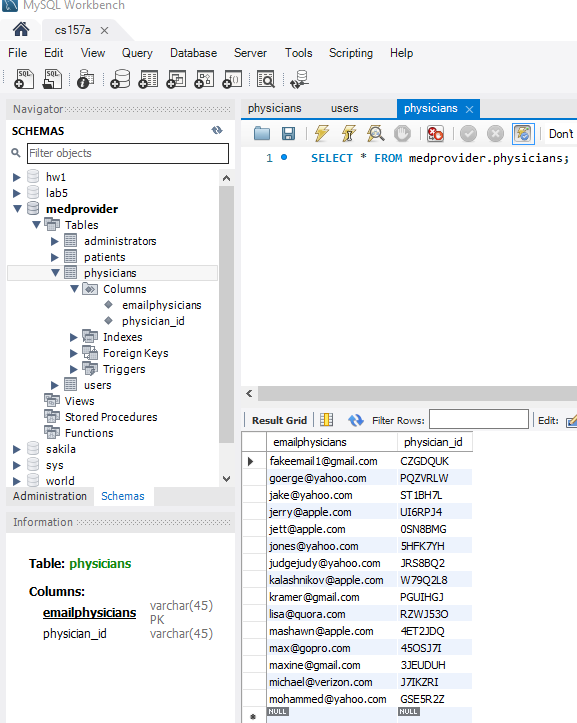 MySQL Workbench
cs157a ×
File Edit View Query Database Server Tools Scripting Help
Navigator
SCHEMAS
Filter objects
hw1
lab5
medprovider
Tables
administrators
patients
physicians
Columns
emailphysicians
physician_id
Indexes
Foreign Keys
Triggers
users
Views
Stored Procedures
Functions
sakila
sys
world
Administration Schemas
Information
Table: physicians
Columns:
emailphysicians varchar(45) PK
physician_id varchar(45)
physicians users physicians ×
Don't
1 SELECT * FROM medprovider.physicians;
Result Grid Filter Rows: Edit:
emailphysicians physician_id
fakeemail1@gmail.com CZGDQUK
goerge@yahoo.com PQZVRLW
jake@yahoo.com ST1BH7L
jerry@apple.com UI6RPJ4
jett@apple.com 0SN8BMG
jones@yahoo.com 5HFK7YH
judgejudy@yahoo.com JRS8BQ2
kalashnikov@apple.com W79Q2L8
kramer@gmail.com PGUIHGJ
lisa@quora.com RZWJ53O
mashawn@apple.com 4ET2JDQ
max@gopro.com 45OSJ7I
maxine@gmail.com 3JEUDUH
michael@verizon.com J7IKZRI
mohammed@yahoo.com GSE5R2Z
NULL NULL